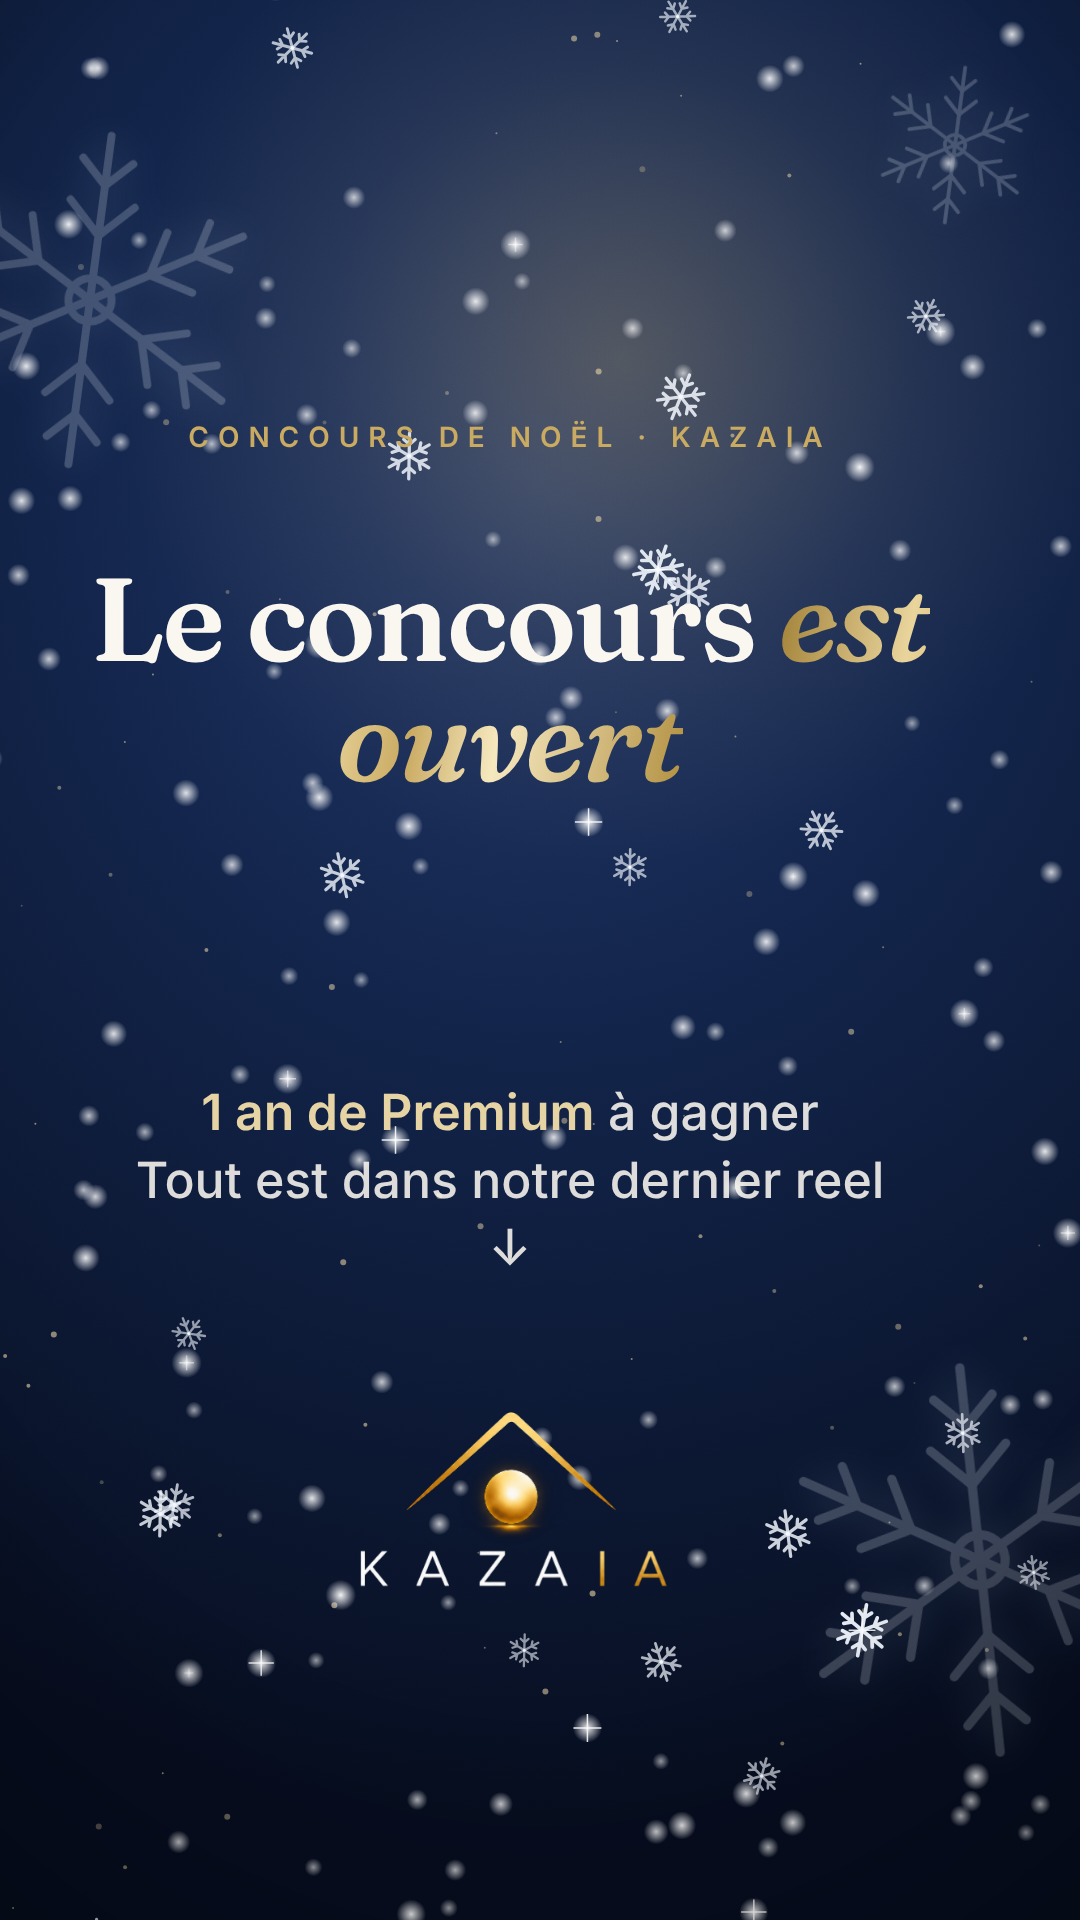 CONCOURS DE NOËL · KAZAIA
Le concours est
ouvert
1 an de Premium à gagner
Tout est dans notre dernier reel
↓
KAZAIA